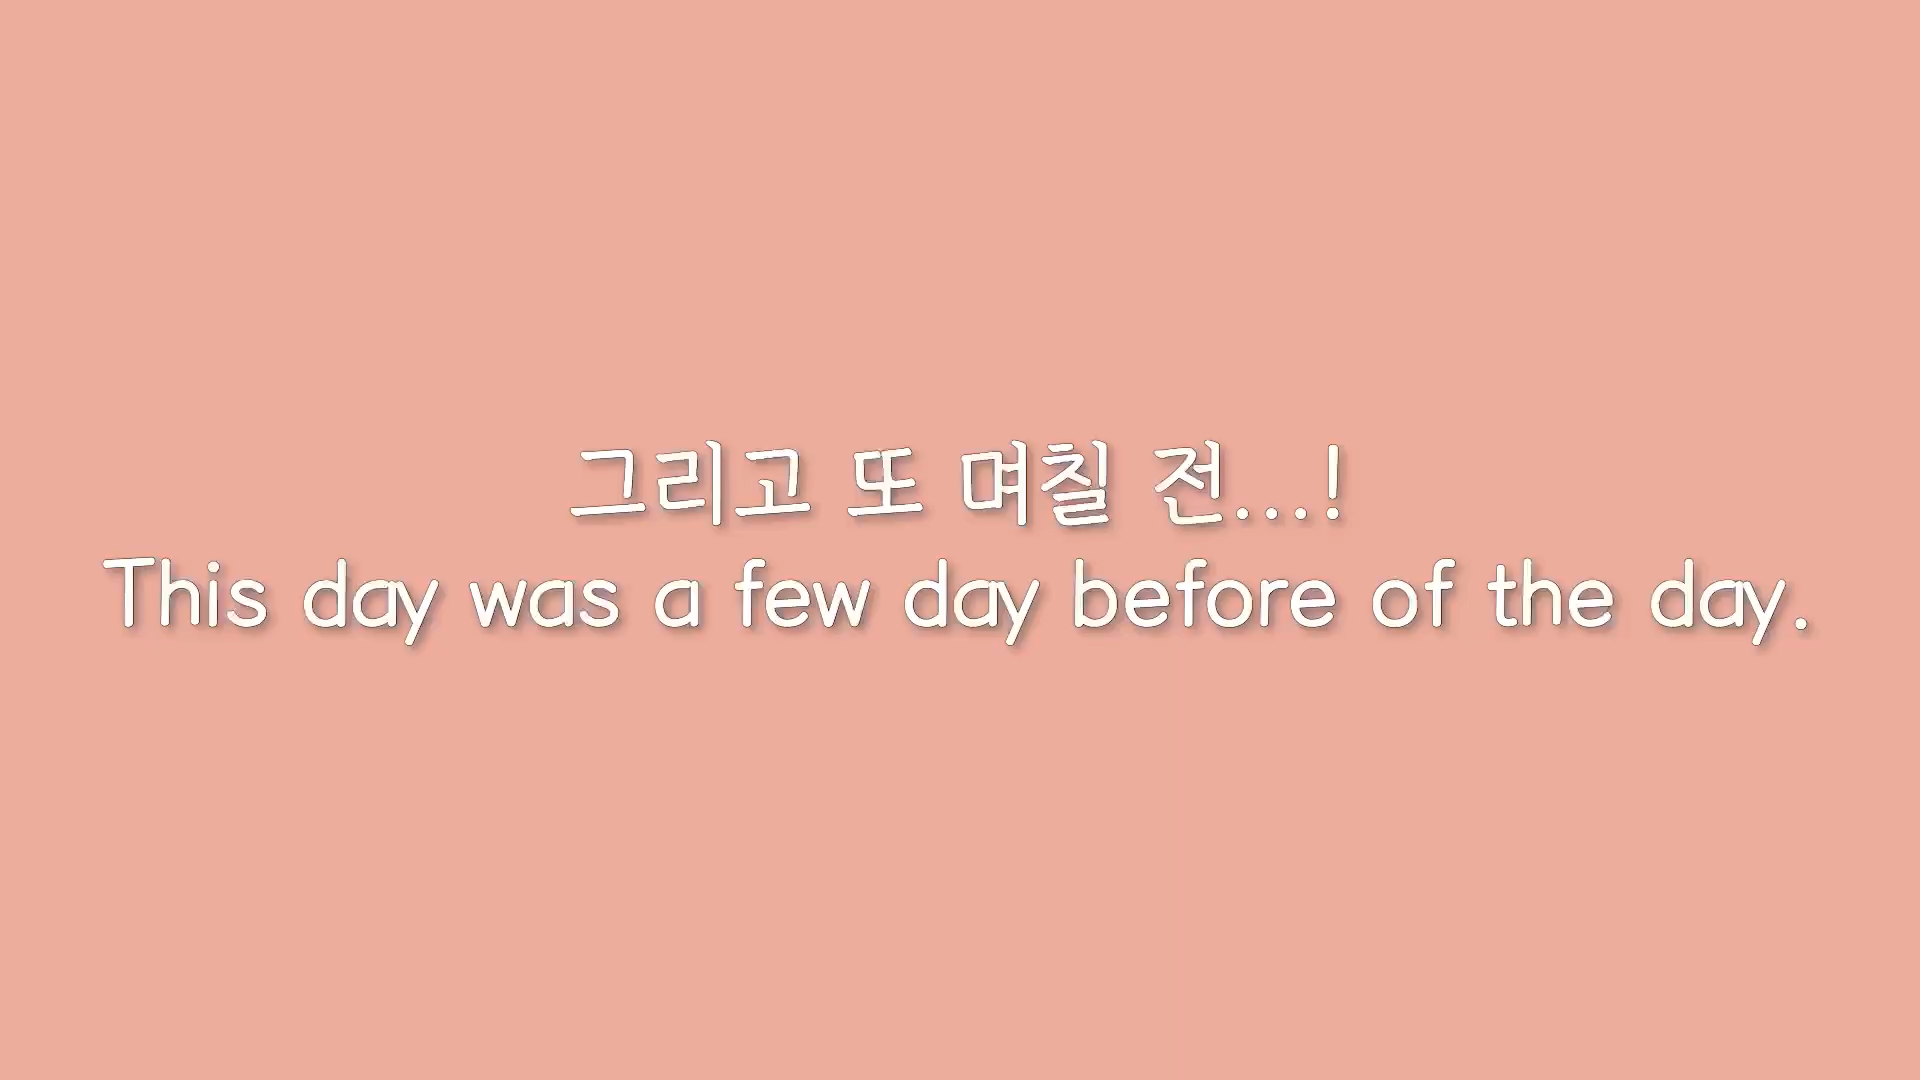 그리고 또 며칠 전...!
This day was a few day before of the day.